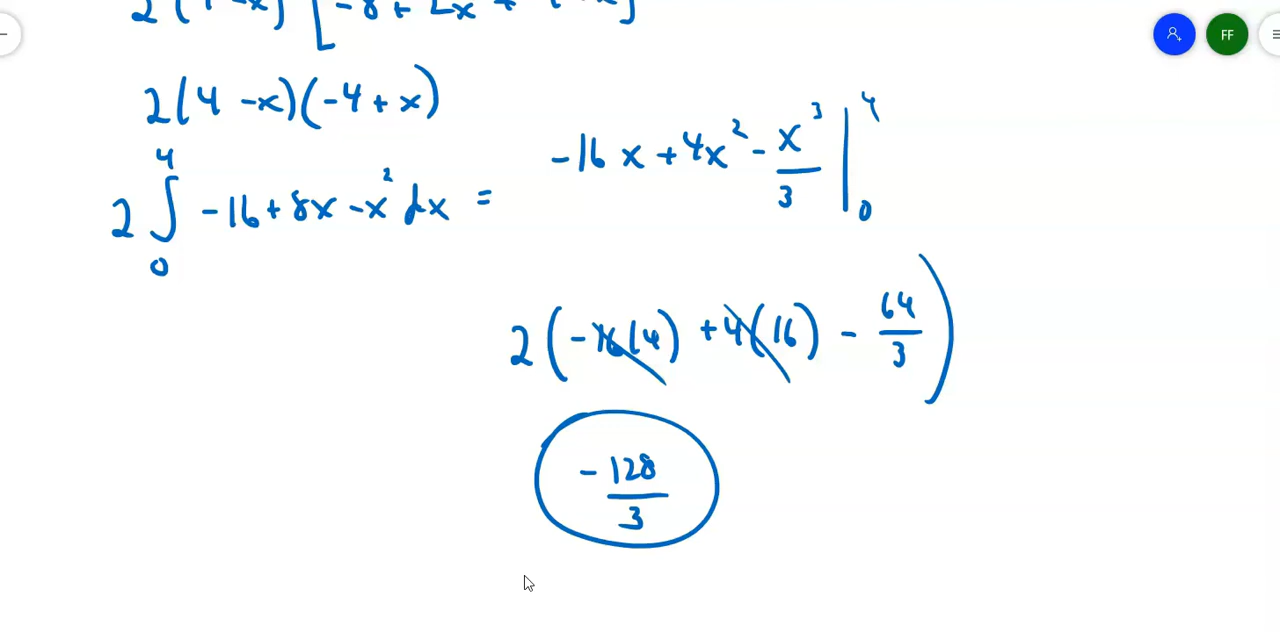 2(4-x)(-4+x)
2 ∫₀⁴ -16+8x-x² dx =
-16x+4x²-x³/3 |₀⁴
2(-16(4)+4(16)-64/3)
-128/3
FF